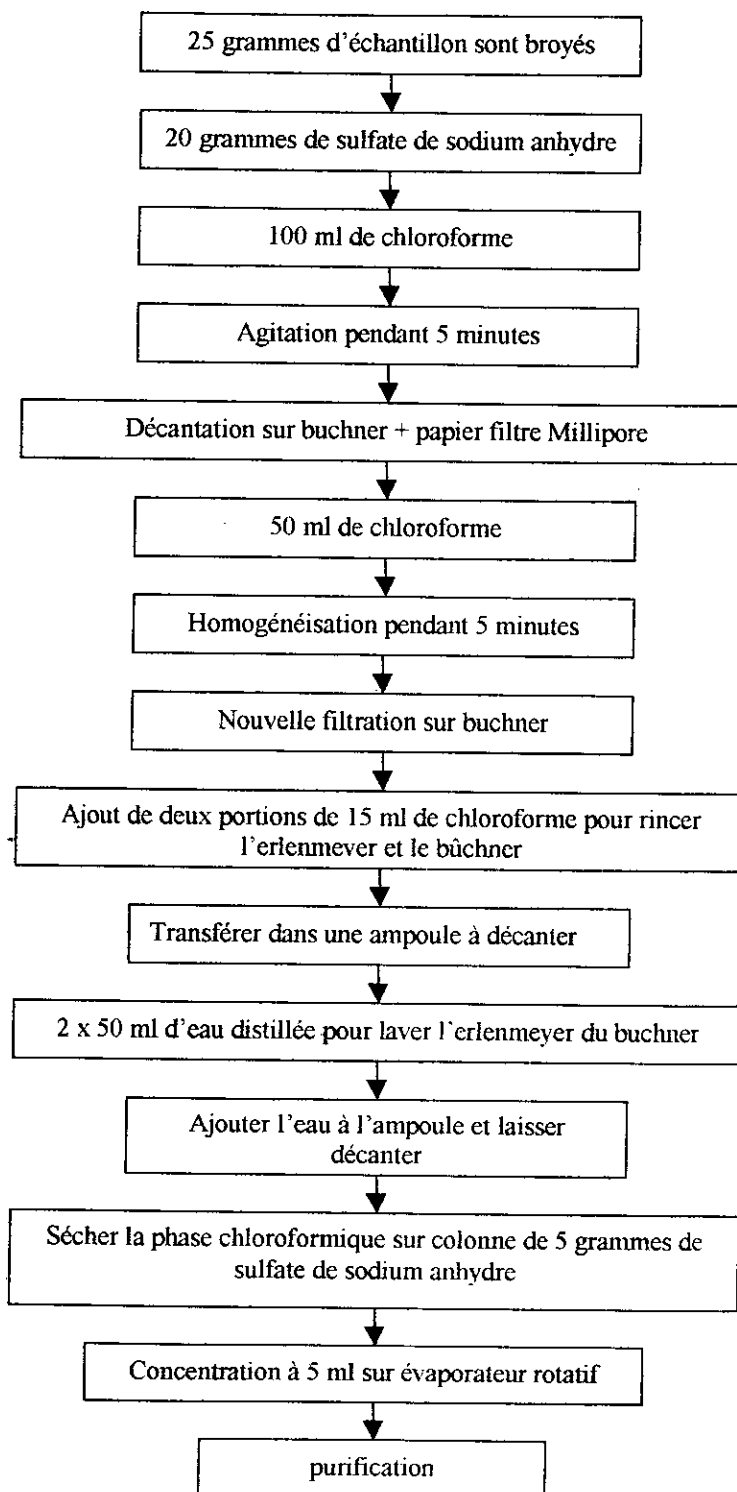 25 grammes d'échantillon sont broyés
20 grammes de sulfate de sodium anhydre
100 ml de chloroforme
Agitation pendant 5 minutes
Décantation sur buchner + papier filtre Millipore
50 ml de chloroforme
Homogénéisation pendant 5 minutes
Nouvelle filtration sur buchner
Ajout de deux portions de 15 ml de chloroforme pour rincer
l'erlenmever et le bûchner
Transférer dans une ampoule à décanter
2 x 50 ml d'eau distillée pour laver l'erlenmeyer du buchner
Ajouter l'eau à l'ampoule et laisser
décanter
Sécher la phase chloroformique sur colonne de 5 grammes de
sulfate de sodium anhydre
Concentration à 5 ml sur évaporateur rotatif
purification